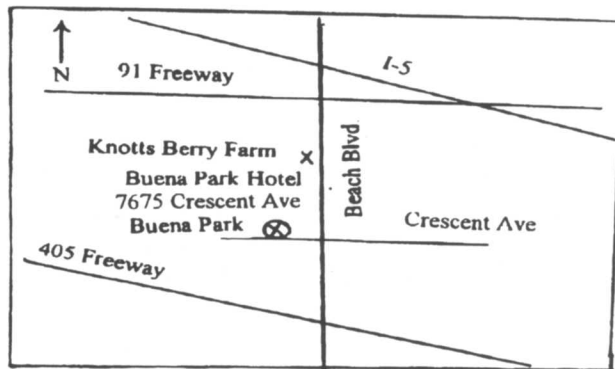 N
91 Freeway
I-5
Knotts Berry Farm x
Buena Park Hotel
7675 Crescent Ave
Buena Park
Beach Blvd
Crescent Ave
405 Freeway